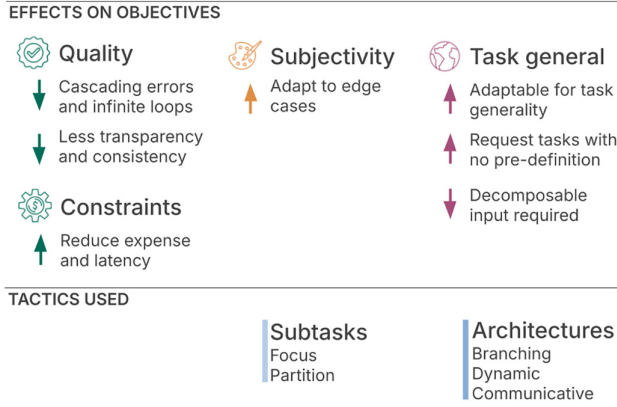 EFFECTS ON OBJECTIVES
Quality
Cascading errors
and infinite loops
Less transparency
and consistency
Constraints
Reduce expense
and latency
Subjectivity
Adapt to edge
cases
Task general
Adaptable for task
generality
Request tasks with
no pre-definition
Decomposable
input required
TACTICS USED
Subtasks
Focus
Partition
Architectures
Branching
Dynamic
Communicative